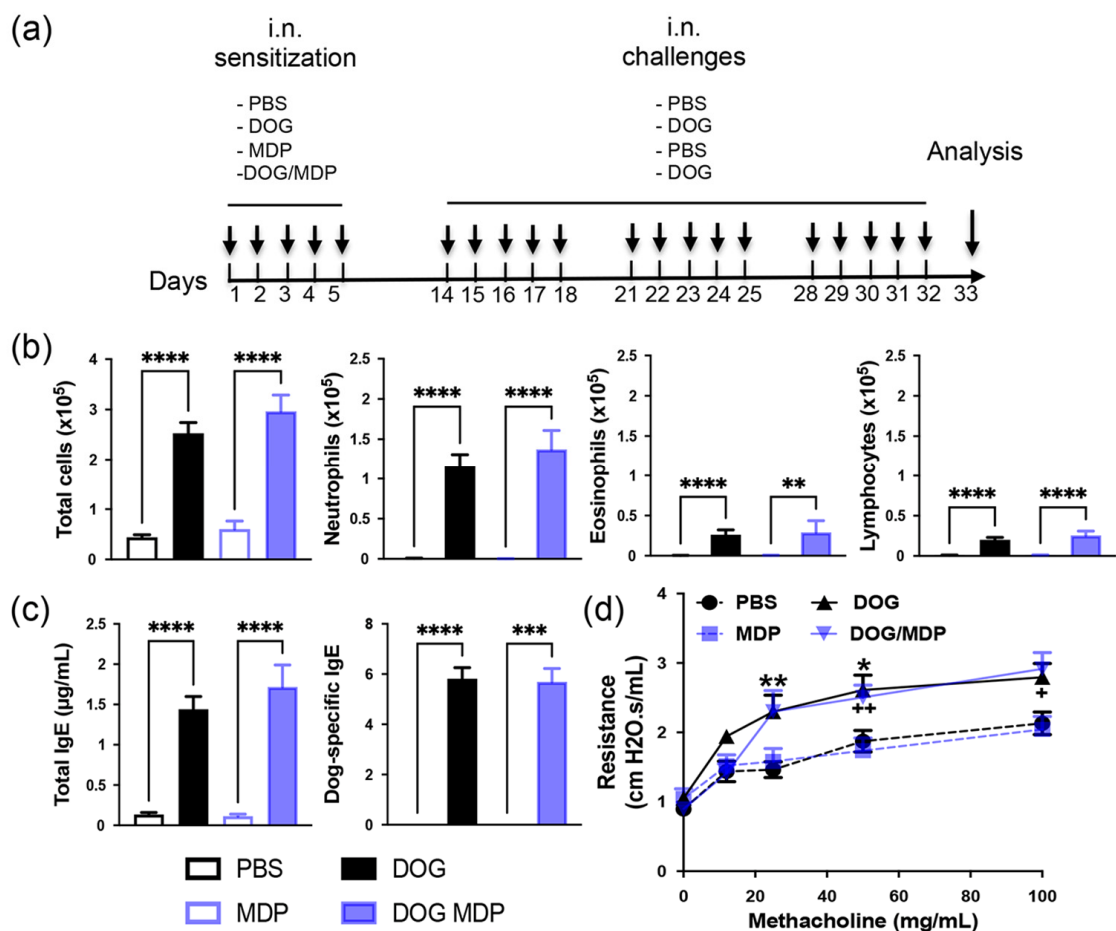 (a)
i.n.
sensitization
- PBS
- DOG
- MDP
-DOG/MDP
i.n.
challenges
- PBS
- DOG
- PBS
- DOG
Analysis
Days
1 2 3 4 5 14 15 16 17 18 21 22 23 24 25 28 29 30 31 32 33
(b)
Total cells (x10⁵)
4
3
2
1
0
****
****
Neutrophils (x10⁵)
2.5
2
1.5
1
0.5
0
****
****
Eosinophils (x10⁵)
2.5
2
1.5
1
0.5
0
****
**
Lymphocytes (x10⁵)
2.5
2
1.5
1
0.5
0
****
****
(c)
Total IgE (µg/mL)
2.5
2
1.5
1
0.5
0
****
****
Dog-specific IgE
8
6
4
2
0
****
***
PBS DOG
MDP DOG MDP
(d)
PBS DOG
MDP DOG/MDP
Resistance
(cm H2O.s/mL)
4
3
2
1
0
**
*
++
+
0 20 40 60 80 100
Methacholine (mg/mL)